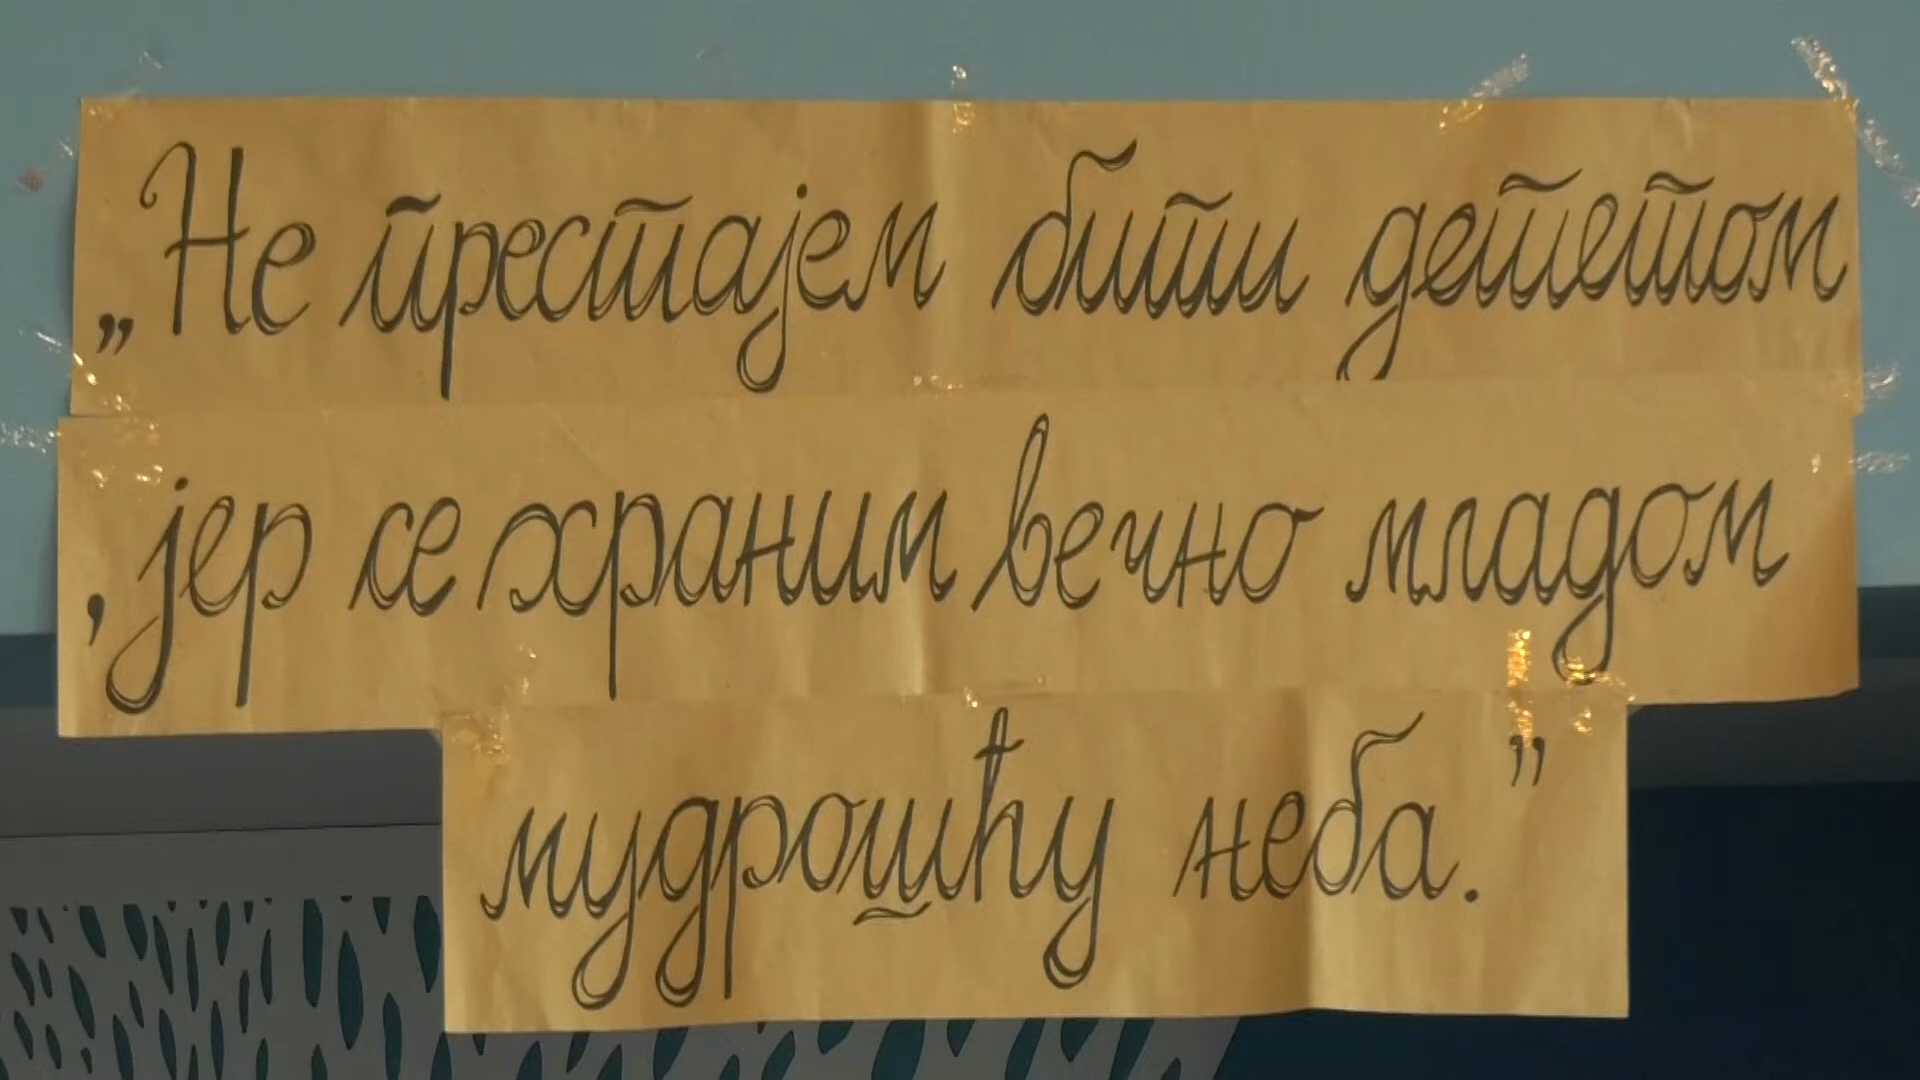 „Не престајем бити дететом
, јер се храним вечно младом
мудрошћу неба.”